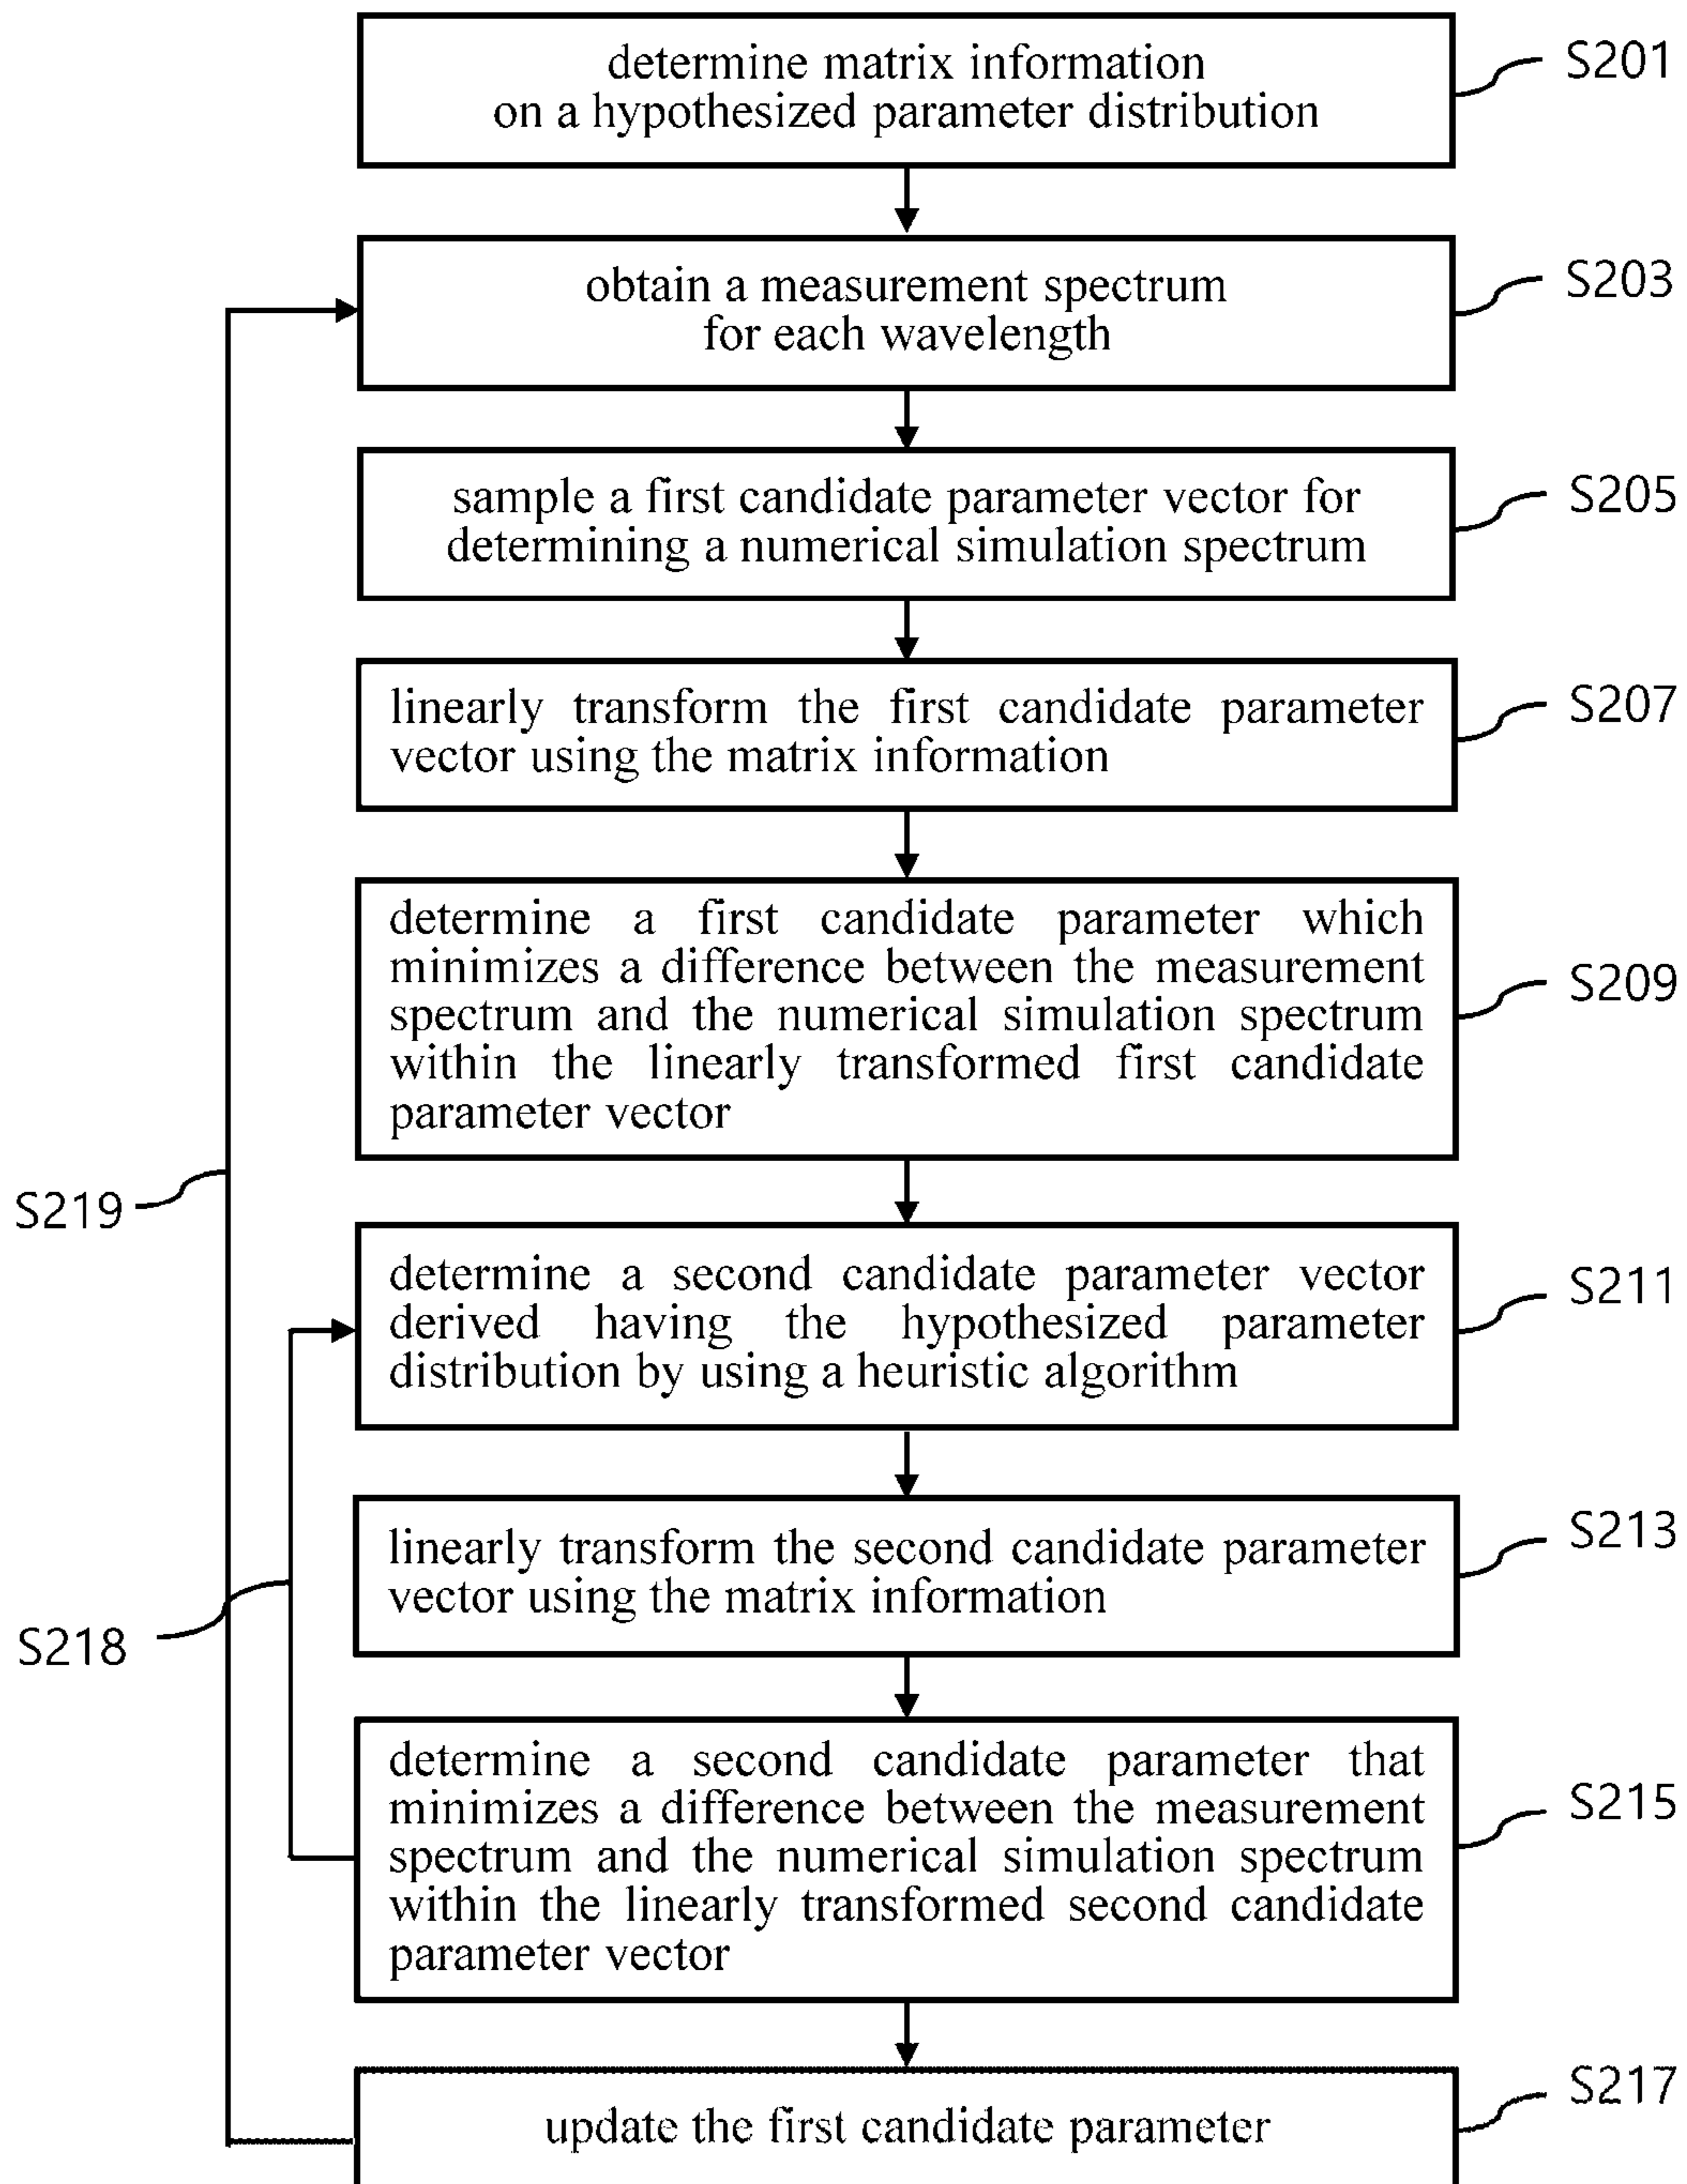 determine matrix information
on a hypothesized parameter distribution
S201
obtain a measurement spectrum
for each wavelength
S203
sample a first candidate parameter vector for
determining a numerical simulation spectrum
S205
linearly transform the first candidate parameter
vector using the matrix information
S207
determine a first candidate parameter which
minimizes a difference between the measurement
spectrum and the numerical simulation spectrum
within the linearly transformed first candidate
parameter vector
S209
S219
determine a second candidate parameter vector
derived having the hypothesized parameter
distribution by using a heuristic algorithm
S211
linearly transform the second candidate parameter
vector using the matrix information
S213
S218
determine a second candidate parameter that
minimizes a difference between the measurement
spectrum and the numerical simulation spectrum
within the linearly transformed second candidate
parameter vector
S215
update the first candidate parameter
S217